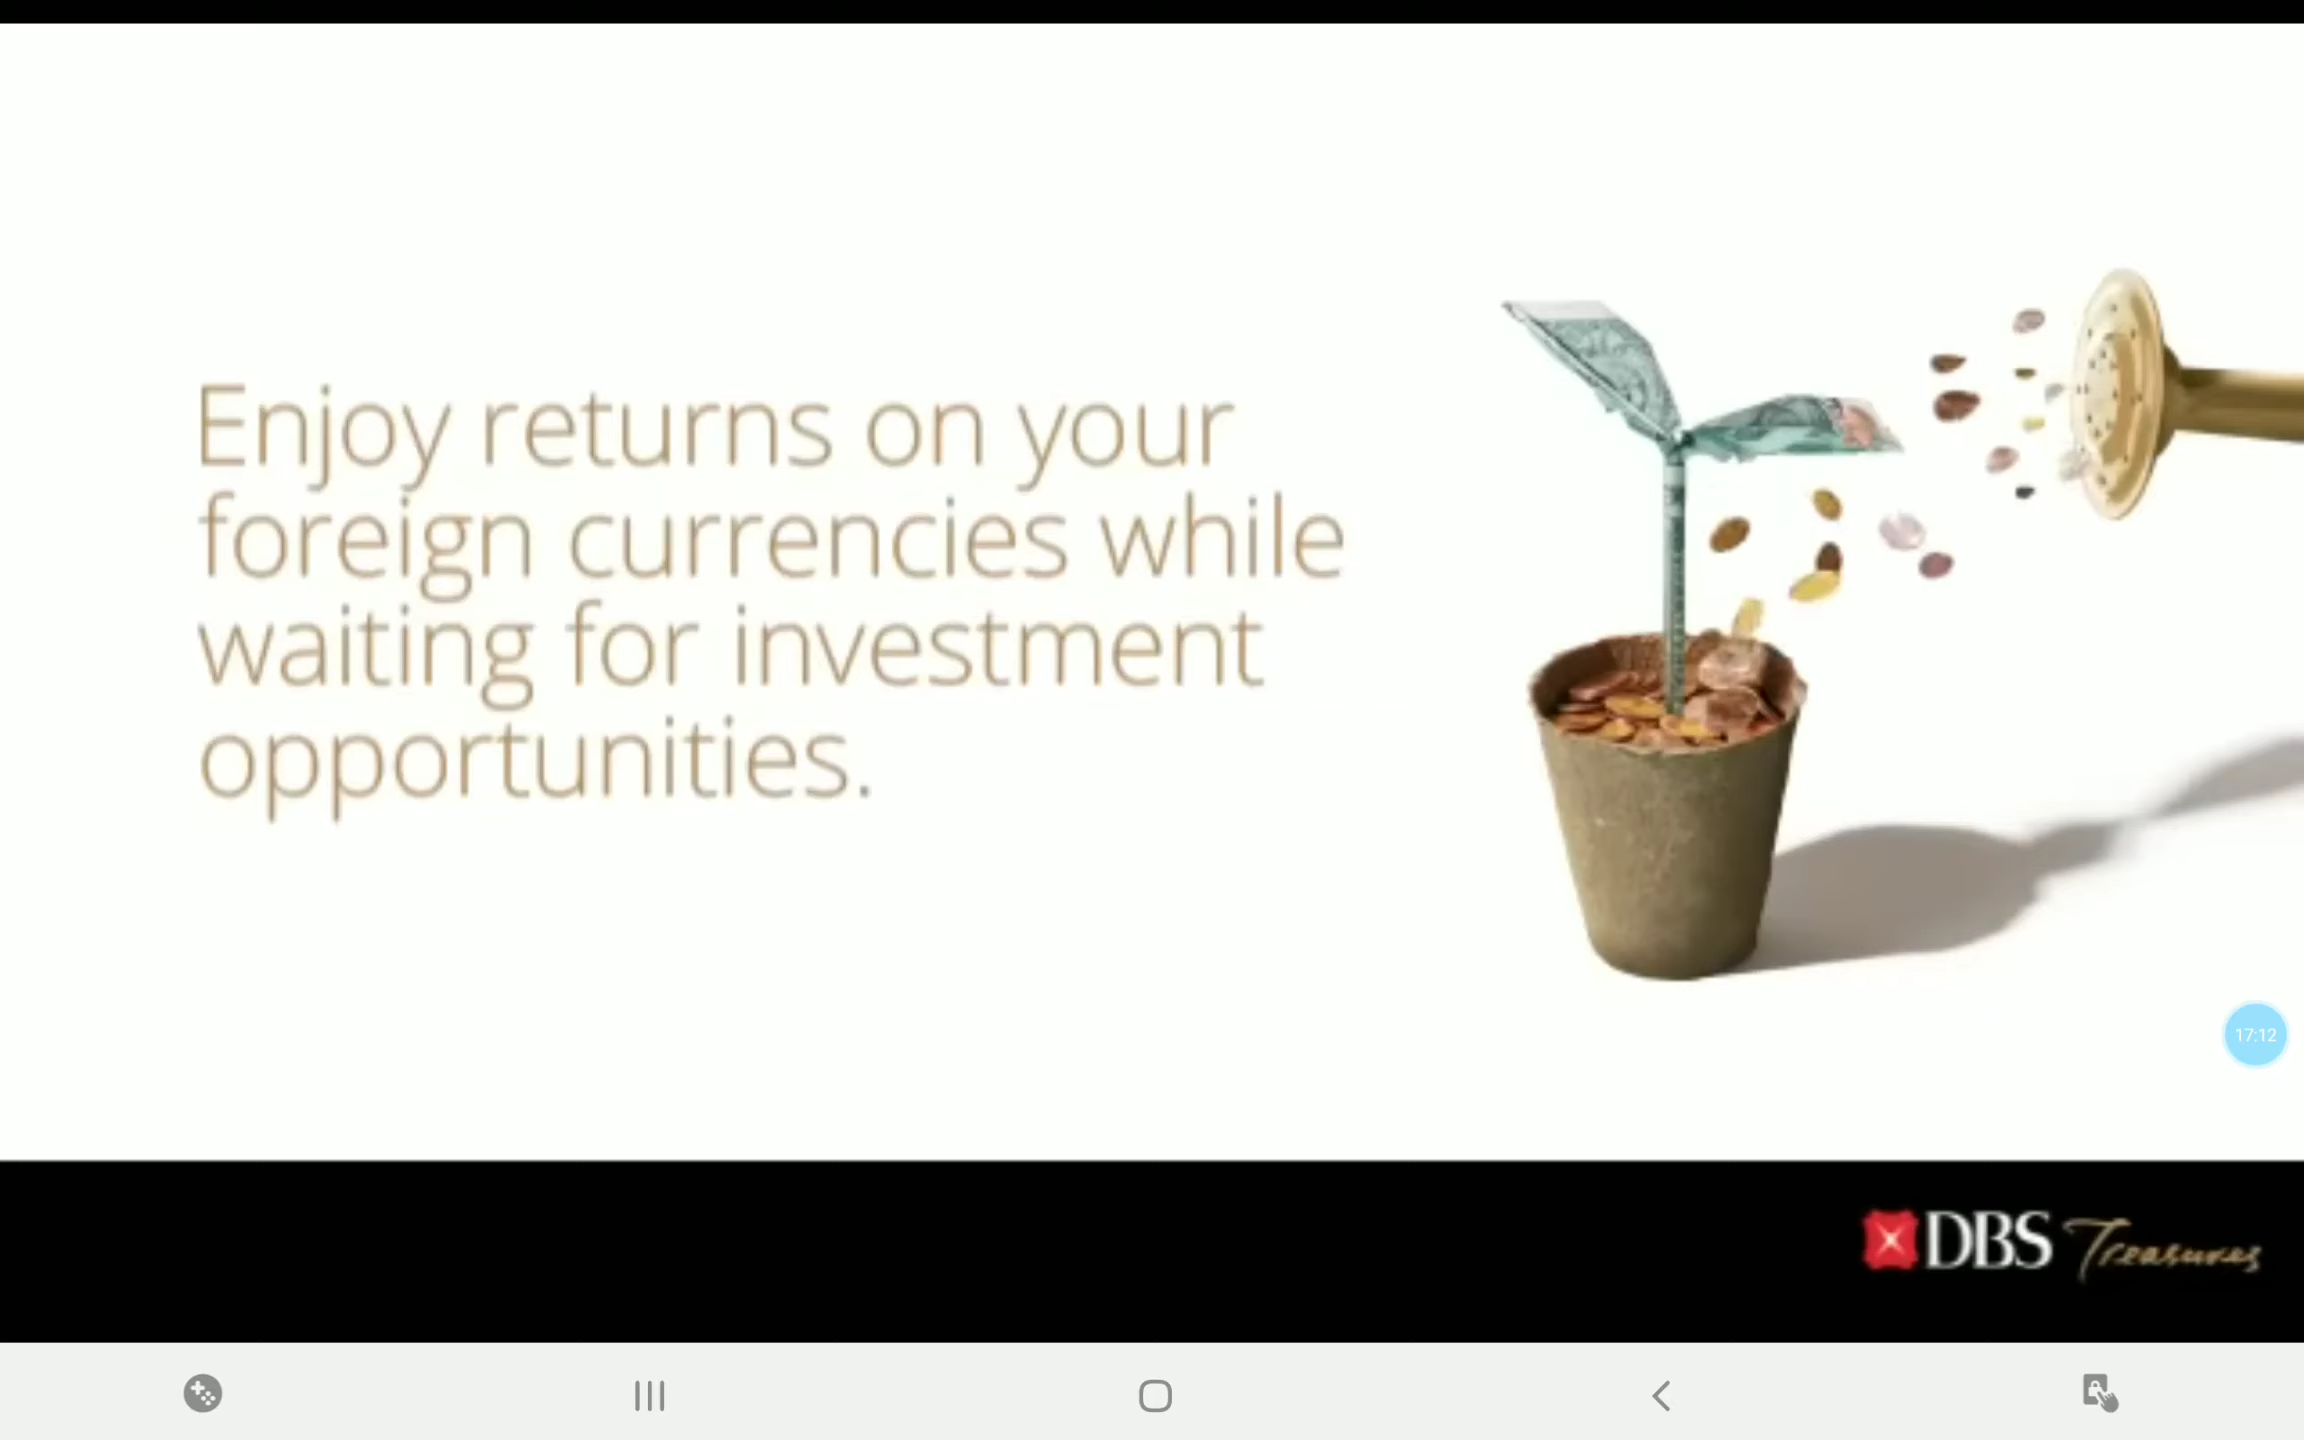 Enjoy returns on your
foreign currencies while
waiting for investment
opportunities.
17:12
DBS Treasures